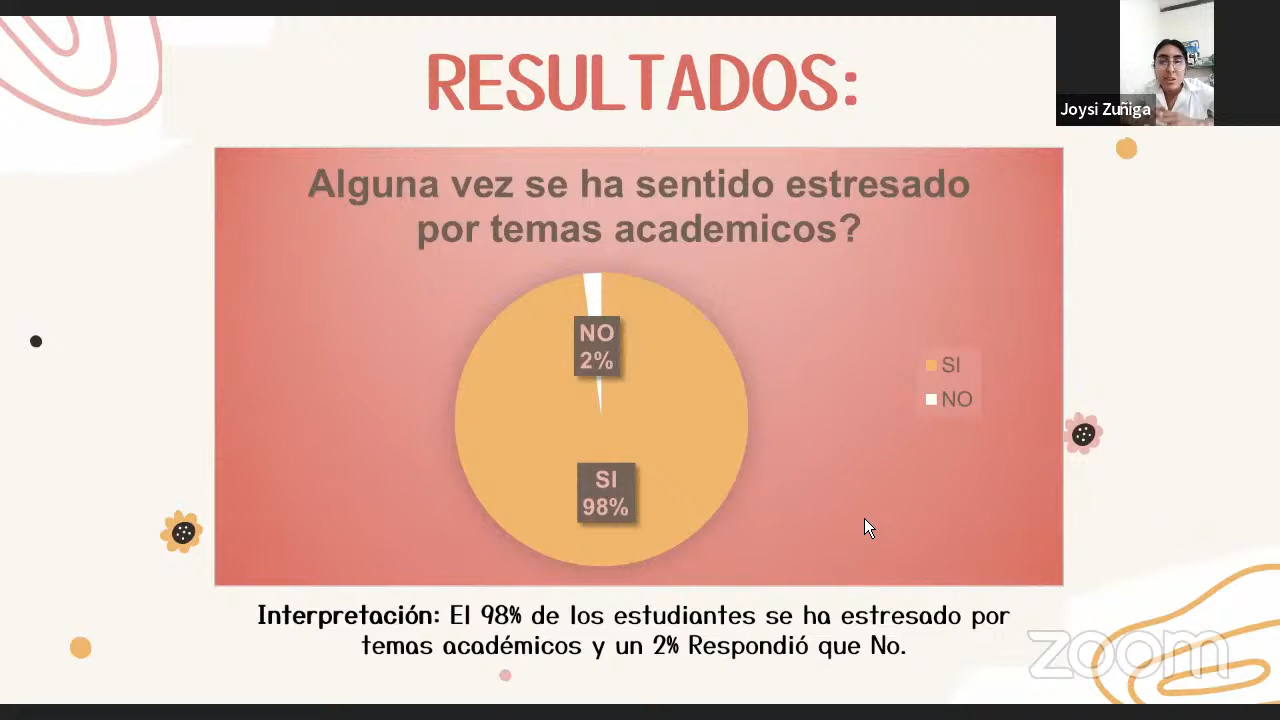 RESULTADOS:
Joysi Zuñiga
Alguna vez se ha sentido estresado
por temas academicos?
NO
2%
SI
98%
SI
NO
Interpretación: El 98% de los estudiantes se ha estresado por
temas académicos y un 2% Respondió que No.
zoom